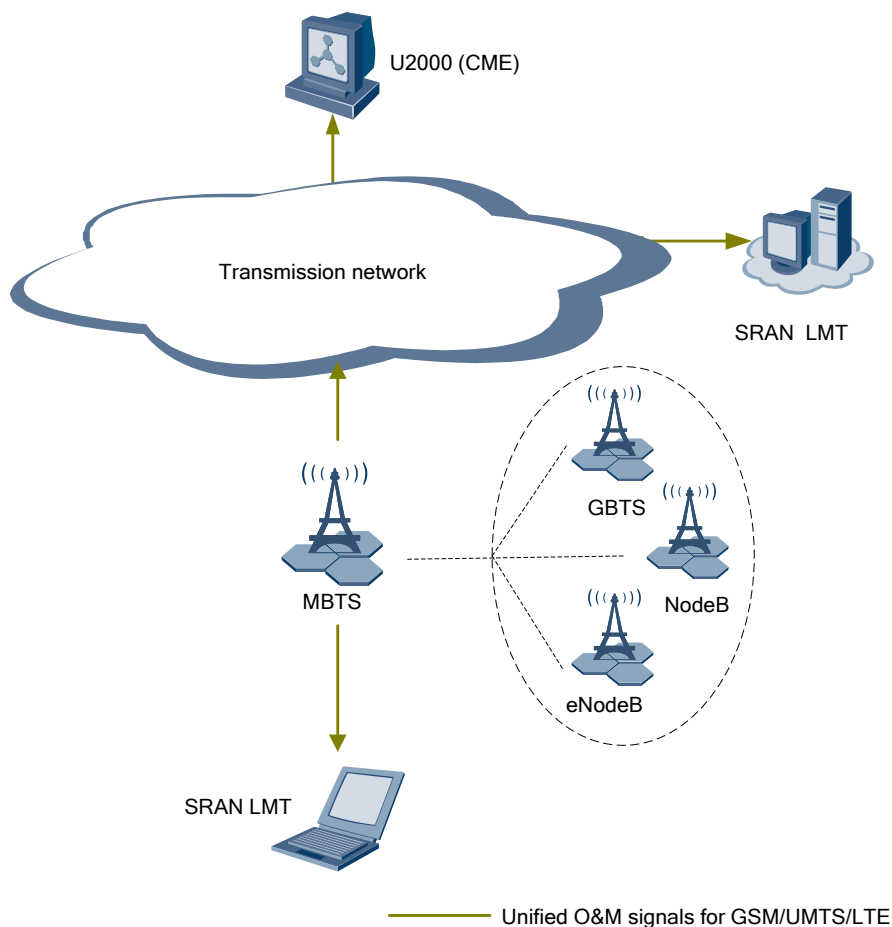 U2000 (CME)
Transmission network
SRAN LMT
GBTS
MBTS
NodeB
eNodeB
SRAN LMT
Unified O&M signals for GSM/UMTS/LTE